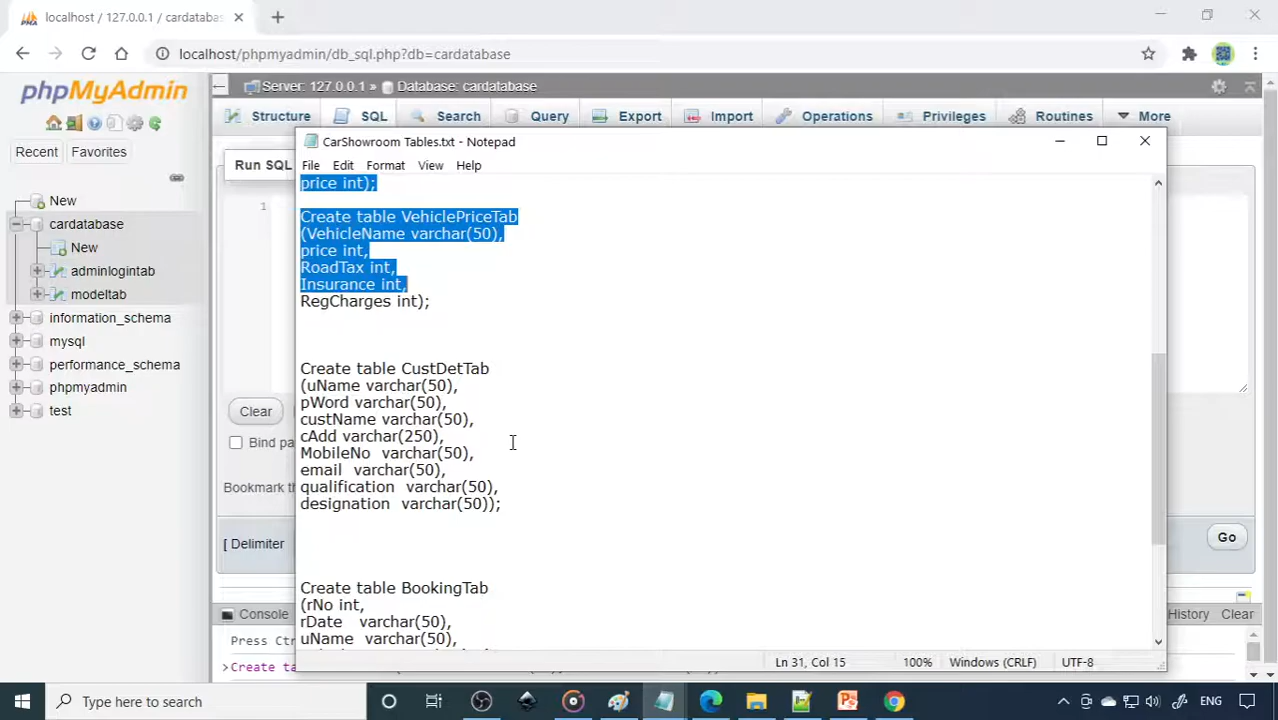 localhost / 127.0.0.1 / cardataba
localhost/phpmyadmin/db_sql.php?db=cardatabase
phpMyAdmin
Server: 127.0.0.1 » Database: cardatabase
Structure SQL Search Query Export Import Operations Privileges Routines More
Recent Favorites
CarShowroom Tables.txt - Notepad
Run SQL
File Edit Format View Help
price int);
New
1
Create table VehiclePriceTab
cardatabase
(VehicleName varchar(50),
New
price int,
adminlogintab
RoadTax int,
Insurance int,
modeltab
RegCharges int);
information_schema
mysql
performance_schema
Create table CustDetTab
phpmyadmin
(uName varchar(50),
pWord varchar(50),
test
Clear
custName varchar(50),
cAdd varchar(250),
Bind pa
MobileNo  varchar(50),
email  varchar(50),
Bookmark th
qualification  varchar(50),
designation  varchar(50));
[ Delimiter
Go
Create table BookingTab
(rNo int,
Console
History Clear
rDate   varchar(50),
Press Ctr
uName  varchar(50),
>Create ta
Ln 31, Col 15 100% Windows (CRLF) UTF-8
Type here to search
ENG